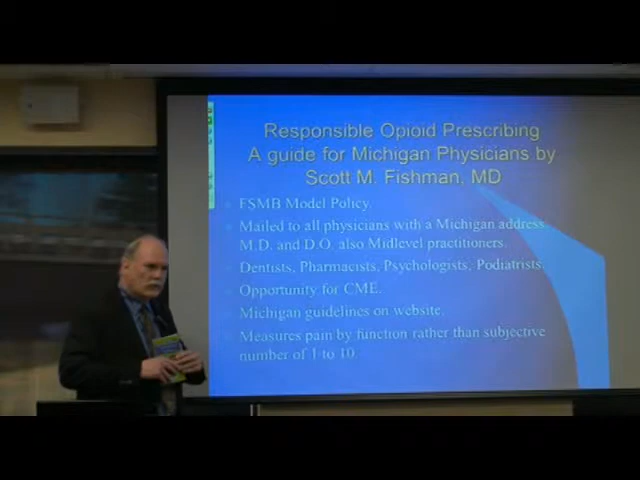 Responsible Opioid Prescribing
A guide for Michigan Physicians by
Scott M. Fishman, MD
FSMB Model Policy.
Mailed to all physicians with a Michigan address
M.D. and D.O. also Midlevel practitioners.
Dentists, Pharmacists, Psychologists, Podiatrists.
Opportunity for CME.
Michigan guidelines on website.
Measures pain by function rather than subjective
number of 1 to 10.